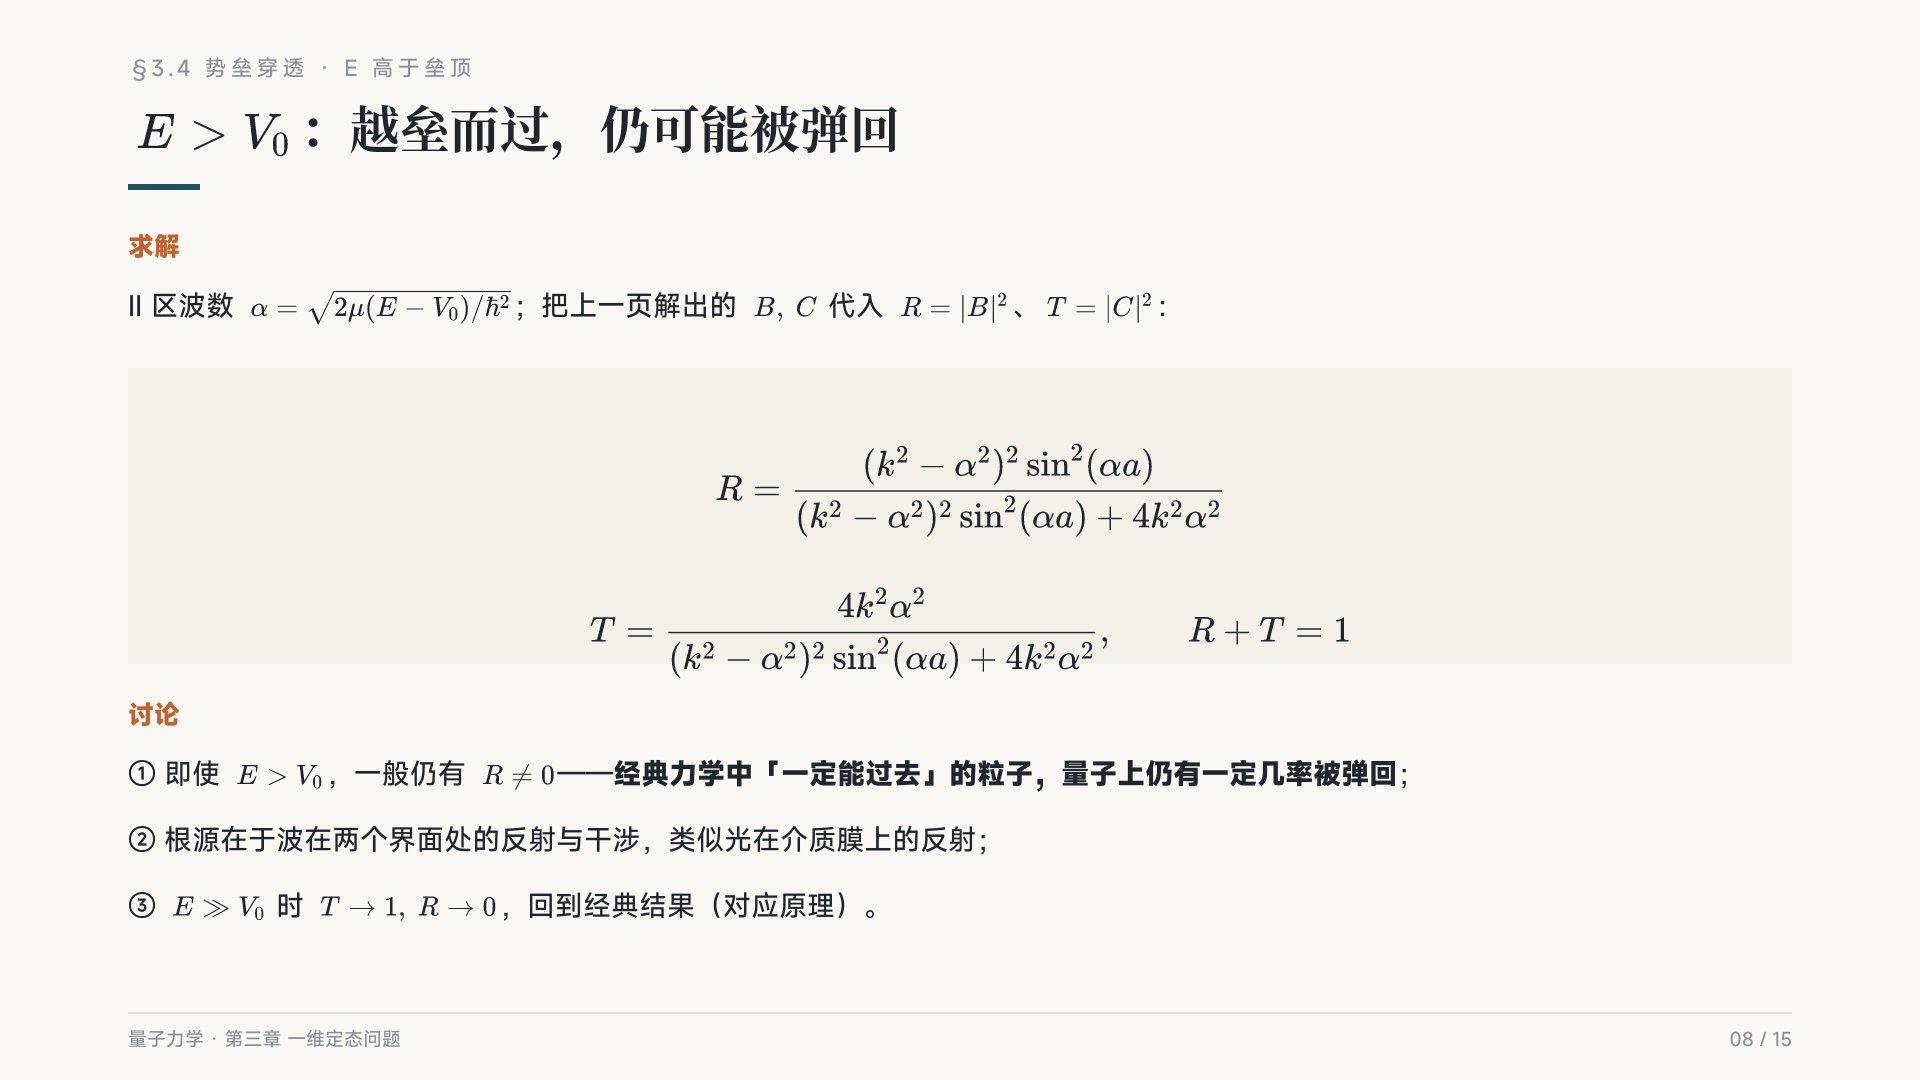 §3.4 势垒穿透 · E 高于垒顶
E > V₀：越垒而过，仍可能被弹回
求解
II 区波数 α = √(2μ(E − V₀)/ħ²)；把上一页解出的 B, C 代入 R = |B|²、T = |C|²：
R = (k² − α²)² sin²(αa) / ((k² − α²)² sin²(αa) + 4k²α²)
T = 4k²α² / ((k² − α²)² sin²(αa) + 4k²α²), R + T = 1
讨论
① 即使 E > V₀，一般仍有 R ≠ 0——经典力学中「一定能过去」的粒子，量子上仍有一定几率被弹回；
② 根源在于波在两个界面处的反射与干涉，类似光在介质膜上的反射；
③ E ≫ V₀ 时 T → 1, R → 0，回到经典结果（对应原理）。
量子力学 · 第三章 一维定态问题
08 / 15